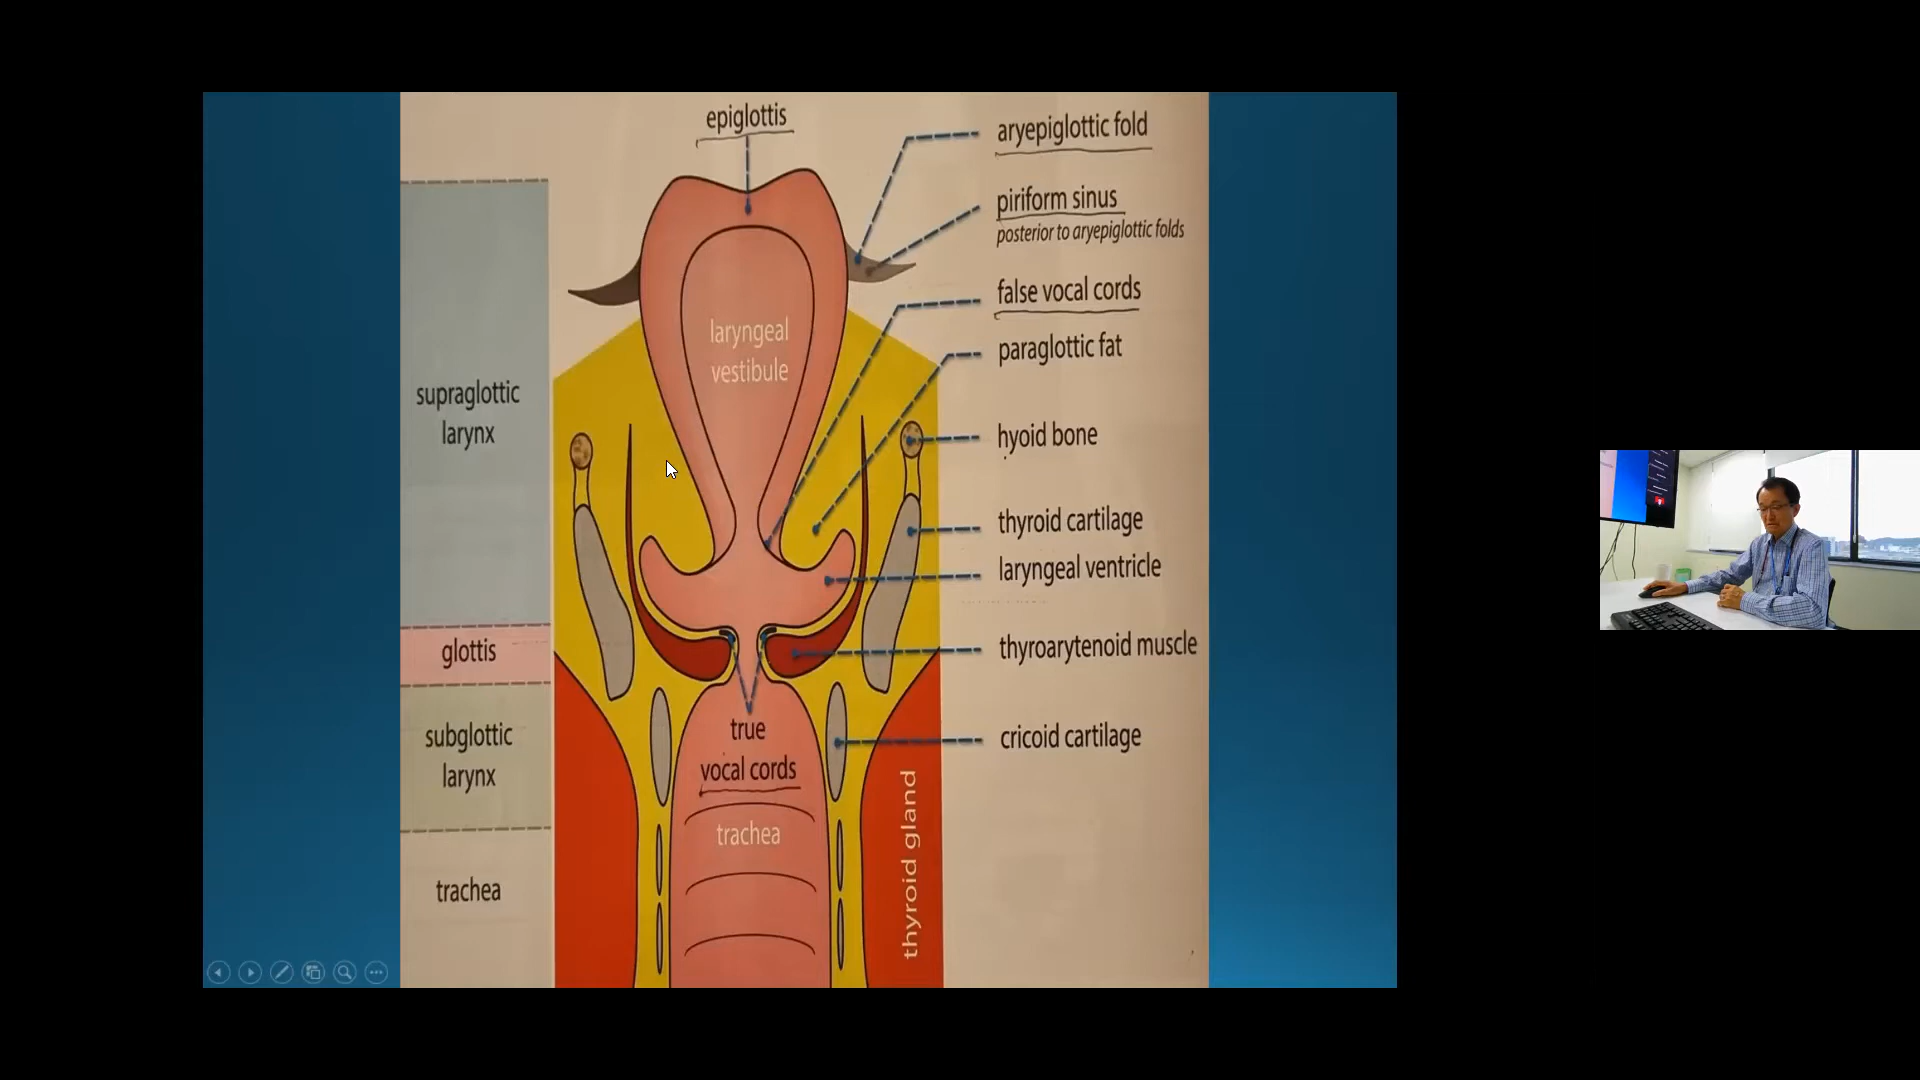 epiglottis
aryepiglottic fold
piriform sinus
posterior to aryepiglottic folds
false vocal cords
laryngeal
vestibule
paraglottic fat
supraglottic
larynx
hyoid bone
thyroid cartilage
laryngeal ventricle
glottis
thyroarytenoid muscle
subglottic
larynx
true
vocal cords
cricoid cartilage
trachea
trachea
thyroid gland